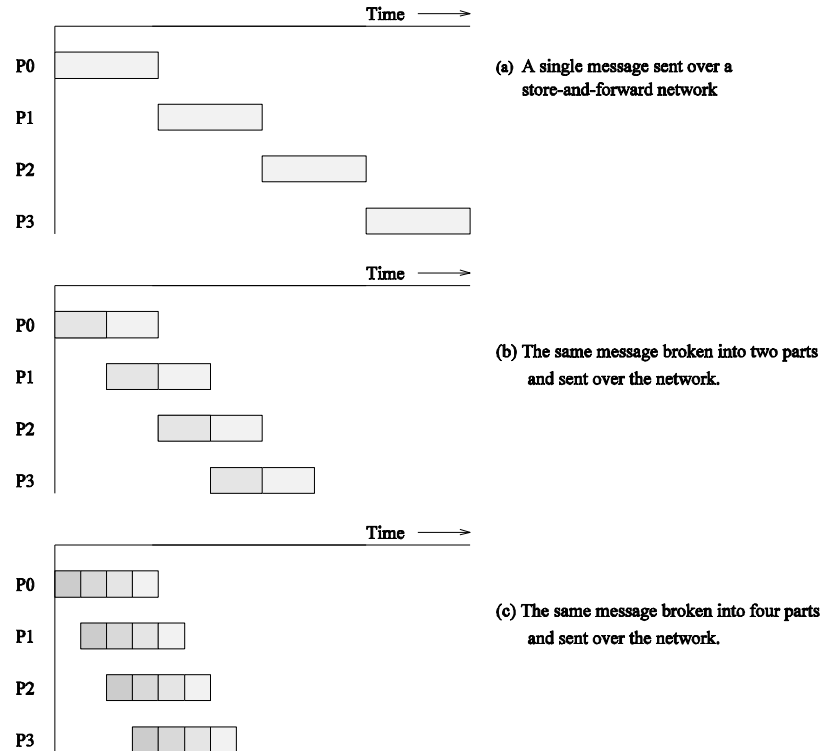 Time
P0
(a) A single message sent over a
store-and-forward network
P1
P2
P3
Time
P0
(b) The same message broken into two parts
and sent over the network.
P1
P2
P3
Time
P0
(c) The same message broken into four parts
and sent over the network.
P1
P2
P3